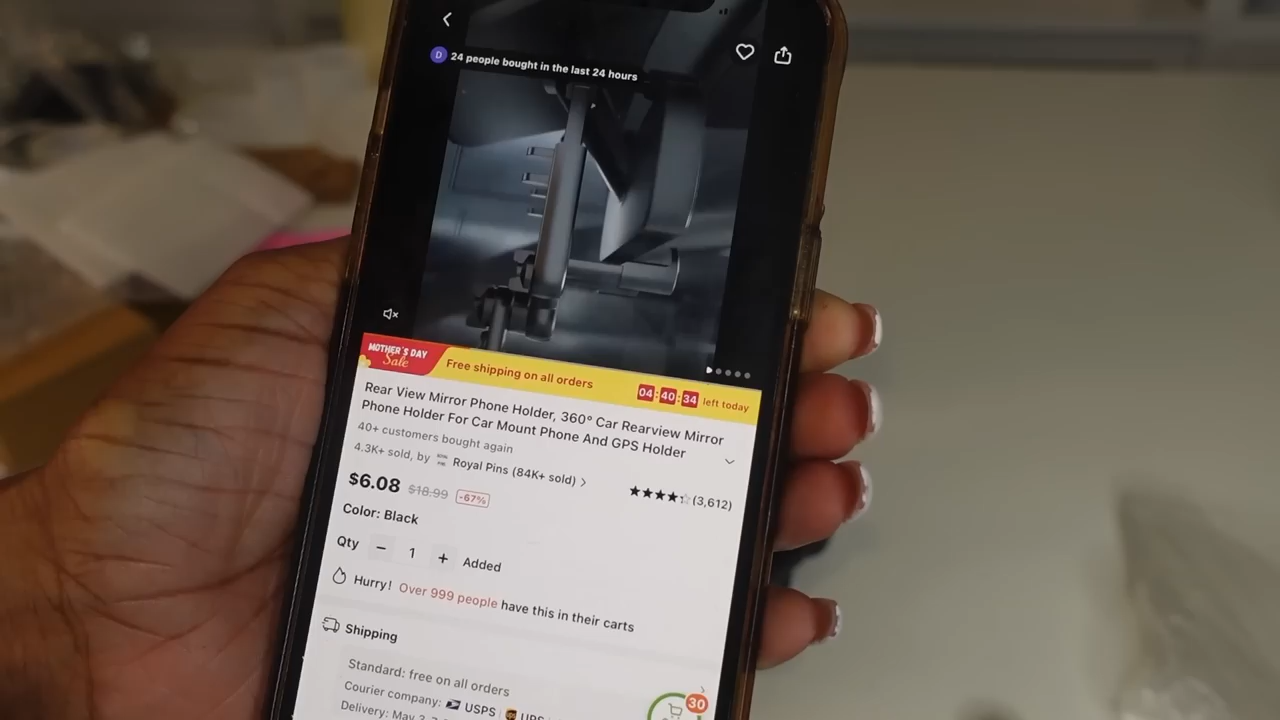 D 24 people bought in the last 24 hours
MOTHER'S DAY
Sale
Free shipping on all orders
04:40:34 left today
Rear View Mirror Phone Holder, 360° Car Rearview Mirror
Phone Holder For Car Mount Phone And GPS Holder
40+ customers bought again
4.3K+ sold, by Royal Pins (84K+ sold) >
(3,612)
$6.08 $18.99 -67%
Color: Black
Qty − 1 + Added
Hurry! Over 999 people have this in their carts
Shipping
Standard: free on all orders
30
Courier company: USPS UPS
Delivery: May